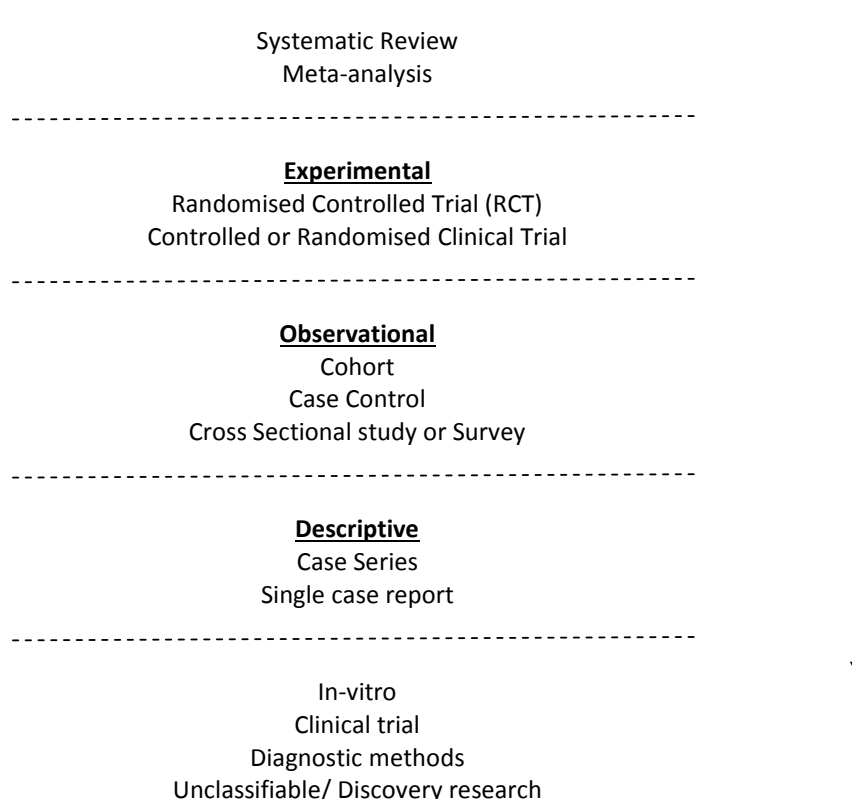 Systematic Review
Meta-analysis
Experimental
Randomised Controlled Trial (RCT)
Controlled or Randomised Clinical Trial
Observational
Cohort
Case Control
Cross Sectional study or Survey
Descriptive
Case Series
Single case report
In-vitro
Clinical trial
Diagnostic methods
Unclassifiable/ Discovery research